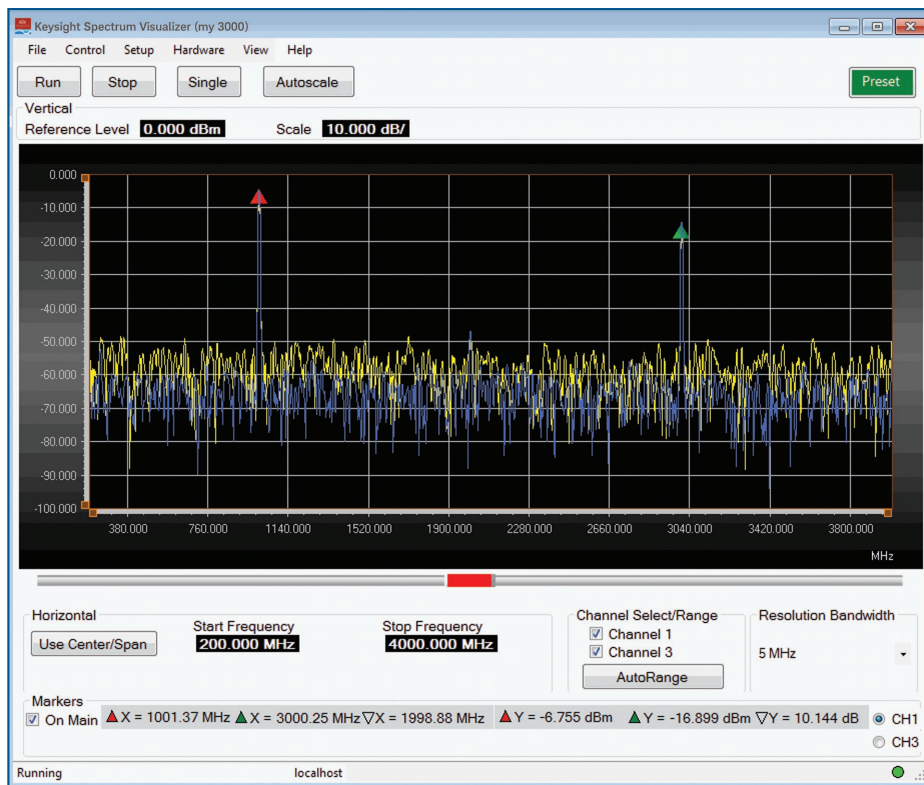 Keysight Spectrum Visualizer (my 3000)
File Control Setup Hardware View Help
Run Stop Single Autoscale Preset
Vertical
Reference Level 0.000 dBm Scale 10.000 dB/
0.000
-10.000
-20.000
-30.000
-40.000
-50.000
-60.000
-70.000
-80.000
-90.000
-100.000
380.000 760.000 1140.000 1520.000 1900.000 2280.000 2660.000 3040.000 3420.000 3800.000
MHz
Horizontal
Use Center/Span
Start Frequency
200.000 MHz
Stop Frequency
4000.000 MHz
Channel Select/Range
Channel 1
Channel 3
AutoRange
Resolution Bandwidth
5 MHz
Markers
On Main X = 1001.37 MHz X = 3000.25 MHz X = 1998.88 MHz Y = -6.755 dBm Y = -16.899 dBm Y = 10.144 dB CH1
CH3
Running localhost